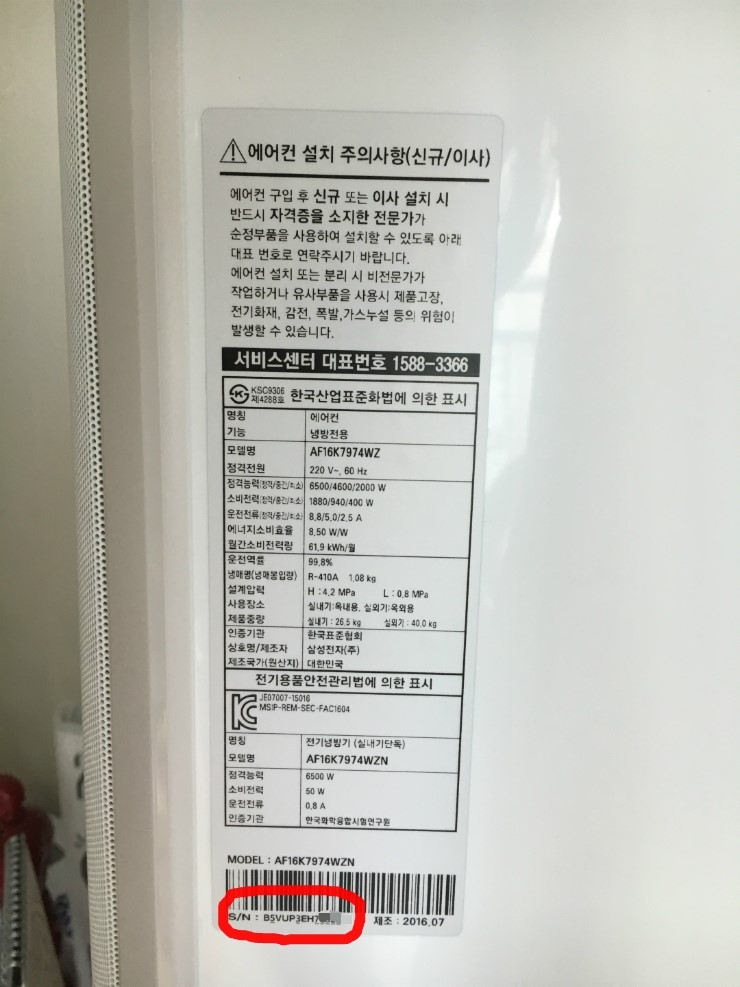 에어컨 설치 주의사항(신규/이사)
에어컨 구입 후 신규 또는 이사 설치 시
반드시 자격증을 소지한 전문가가
순정부품을 사용하여 설치할 수 있도록 아래
대표 번호로 연락주시기 바랍니다.
에어컨 설치 또는 분리 시 비전문가가
작업하거나 유사부품을 사용시 제품고장,
전기화재, 감전, 폭발,가스누설 등의 위험이
발생할 수 있습니다.
서비스센터 대표번호 1588-3366
KSC9306
제4288호 한국산업표준화법에 의한 표시
명칭 에어컨
기능 냉방전용
모델명 AF16K7974WZ
정격전원 220 V~, 60 Hz
정격능력(정격/중간/최소) 6500/4600/2000 W
소비전력(정격/중간/최소) 1880/940/400 W
운전전류(정격/중간/최소) 8.8/5.0/2.5 A
에너지소비효율 8.50 W/W
월간소비전력량 61.9 kWh/월
운전역률 99.8%
냉매명(냉매봉입량) R-410A 1.08 kg
설계압력 H : 4.2 MPa L : 0.8 MPa
사용장소 실내기:옥내용, 실외기:옥외용
제품중량 실내기 : 26.5 kg 실외기 : 40.0 kg
인증기관 한국표준협회
상호명/제조자 삼성전자(주)
제조국가(원산지) 대한민국
전기용품안전관리법에 의한 표시
JE07007-15016
MSIP-REM-SEC-FAC1604
명칭 전기냉방기 (실내기단독)
모델명 AF16K7974WZN
정격능력 6500 W
소비전력 50 W
운전전류 0.8 A
인증기관 한국화학융합시험연구원
MODEL : AF16K7974WZN
S/N : B5VUP3EH7 제조 : 2016.07